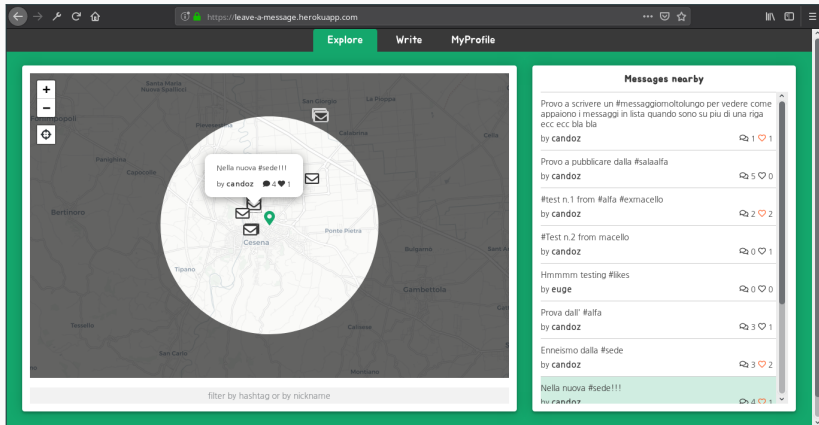 https://leave-a-message.herokuapp.com
Explore Write MyProfile
+
−
Santa Maria
Nuova Spallicci
San Giorgio
La Fioppa
Pievesestina
Calabrina
Cella
Panighina
Capocolle
Bertinoro
Nella nuova #sede!!!
by candoz 4 1
Cesena
Ponte Pietra
Bulgarnò
Tipano
Gambettola
Tessello
Casale
San Carlo
Montiano
filter by hashtag or by nickname
Messages nearby
Provo a scrivere un #messaggiomoltolungo per vedere come
appaiono i messaggi in lista quando sono su piu di una riga
ecc ecc bla bla
by candoz 1 1
Provo a pubblicare dalla #salaalfa
by candoz 5 0
#test n.1 from #alfa #exmacello
by candoz 2 2
#Test n.2 from macello
by candoz 0 1
Hmmmm testing #likes
by euge 0 0
Prova dall' #alfa
by candoz 3 1
Enneismo dalla #sede
by candoz 3 2
Nella nuova #sede!!!
by candoz 4 1